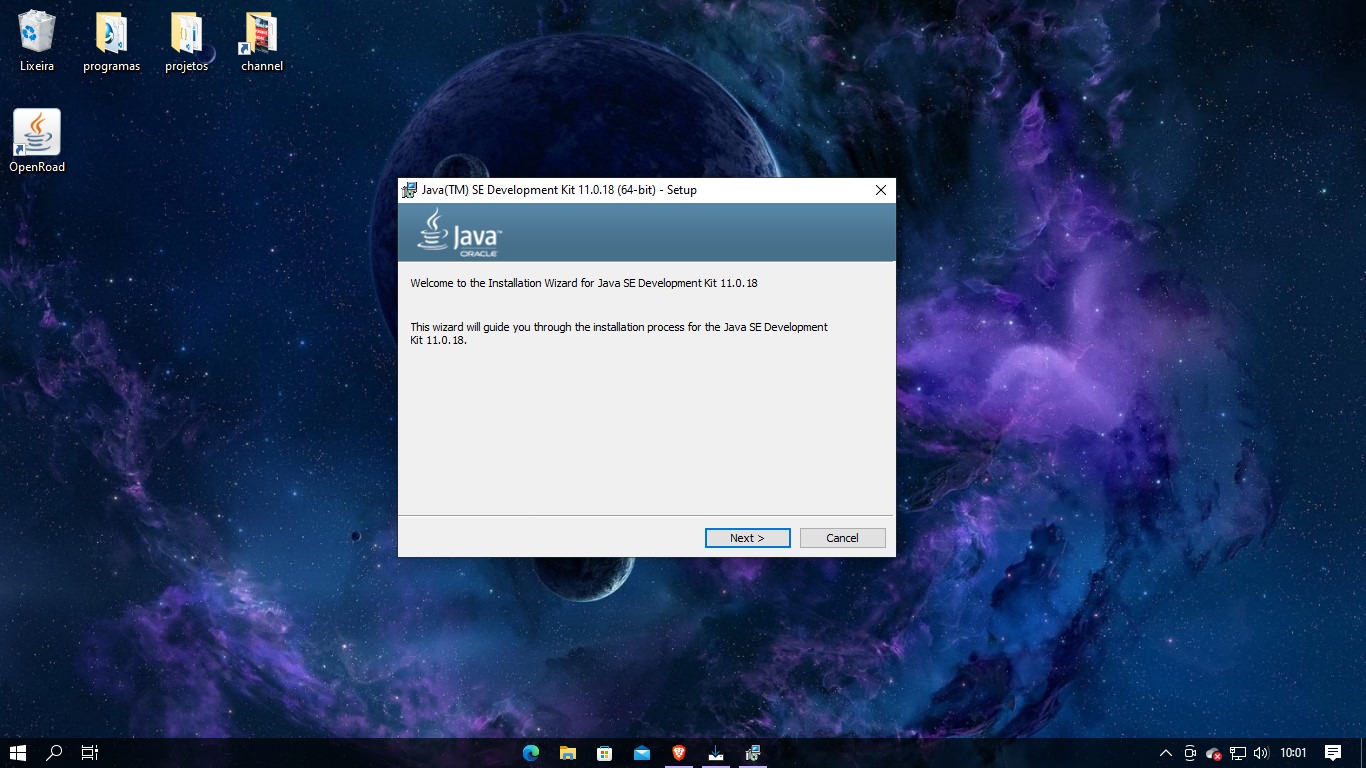 Lixeira
programas
projetos
channel
OpenRoad
Java(TM) SE Development Kit 11.0.18 (64-bit) - Setup
Java™
ORACLE
Welcome to the Installation Wizard for Java SE Development Kit 11.0.18
This wizard will guide you through the installation process for the Java SE Development
Kit 11.0.18.
Next >
Cancel
10:01